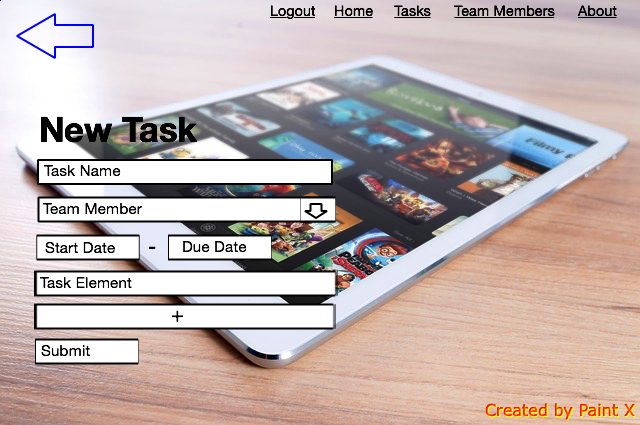 Logout Home Tasks Team Members About
New Task
Task Name
Team Member
Start Date - Due Date
Task Element
+
Submit
Created by Paint X